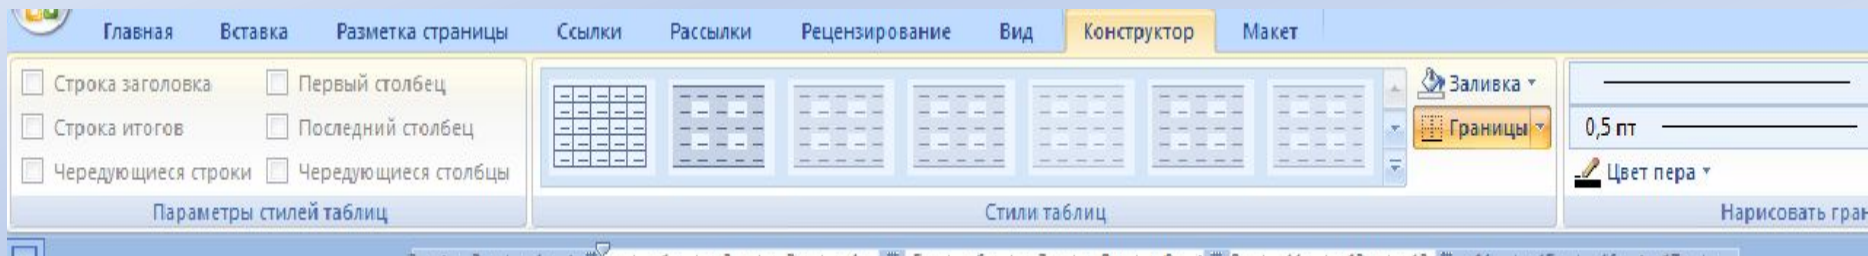 Главная Вставка Разметка страницы Ссылки Рассылки Рецензирование Вид Конструктор Макет
Строка заголовка Первый столбец
Строка итогов Последний столбец
Чередующиеся строки Чередующиеся столбцы
Параметры стилей таблиц
Заливка
Границы
Стили таблиц
0,5 пт
Цвет пера
Нарисовать